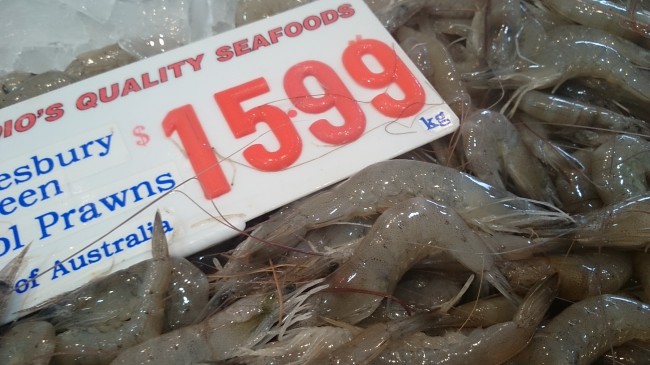 DIO'S QUALITY SEAFOODS
$15.99 kg
esbury
een
ol Prawns
of Australia